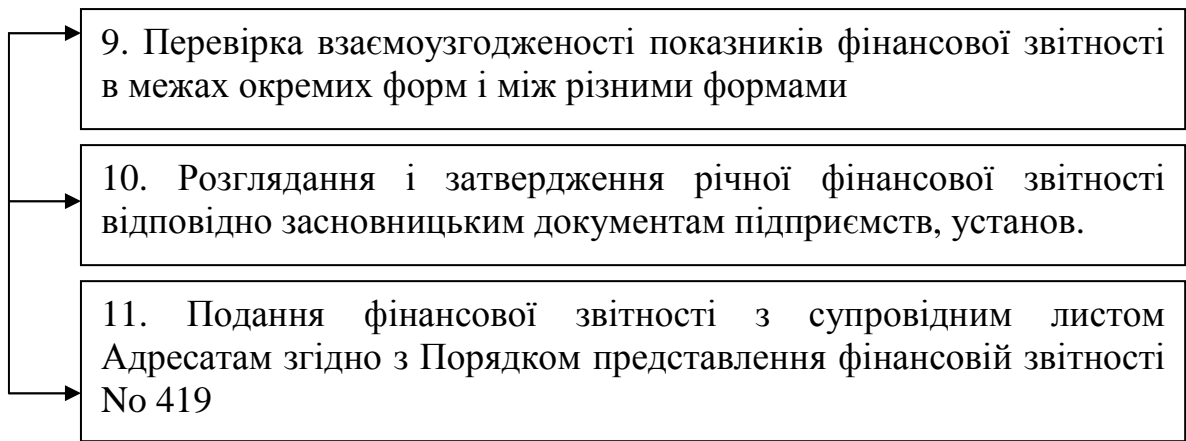 9. Перевірка взаємоузгодженості показників фінансової звітності
в межах окремих форм і між різними формами
10. Розглядання і затвердження річної фінансової звітності
відповідно засновницьким документам підприємств, установ.
11. Подання фінансової звітності з супровідним листом
Адресатам згідно з Порядком представлення фінансовій звітності
No 419